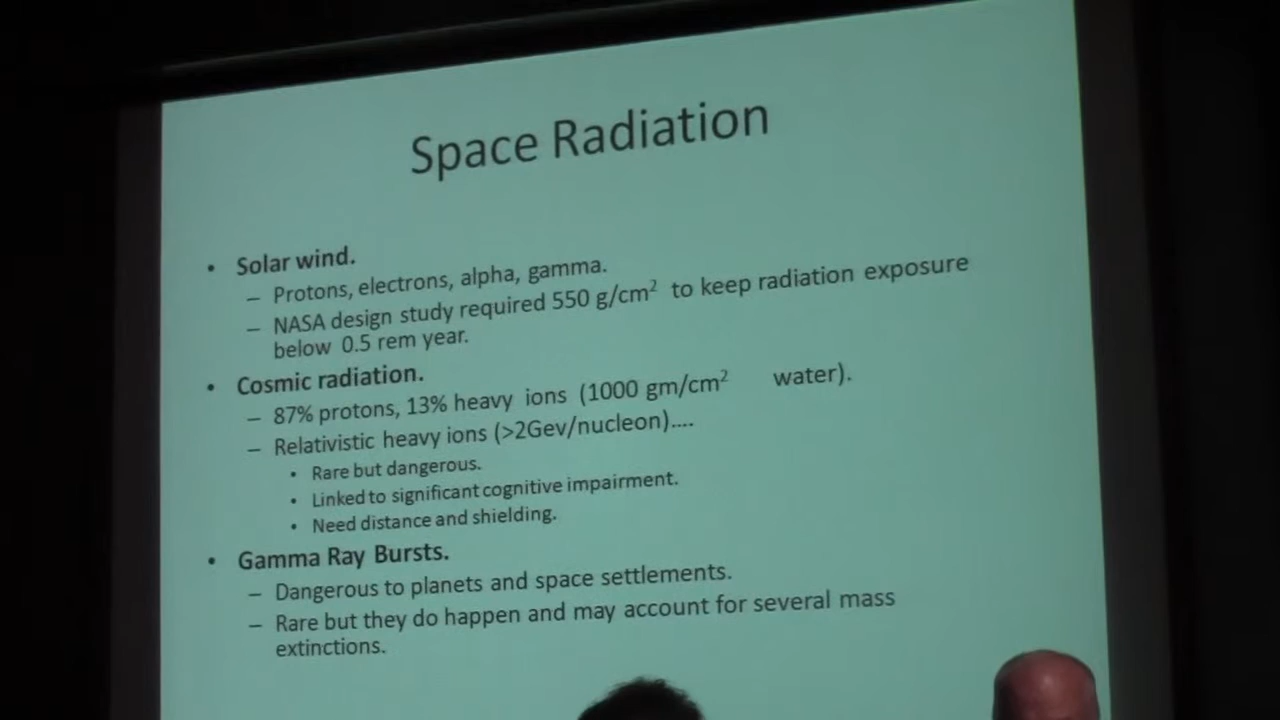 Space Radiation
• Solar wind.
– Protons, electrons, alpha, gamma.
– NASA design study required 550 g/cm² to keep radiation exposure
below 0.5 rem year.
• Cosmic radiation.
– 87% protons, 13% heavy ions (1000 gm/cm² water).
– Relativistic heavy ions (>2Gev/nucleon)....
• Rare but dangerous.
• Linked to significant cognitive impairment.
• Need distance and shielding.
• Gamma Ray Bursts.
– Dangerous to planets and space settlements.
– Rare but they do happen and may account for several mass
extinctions.